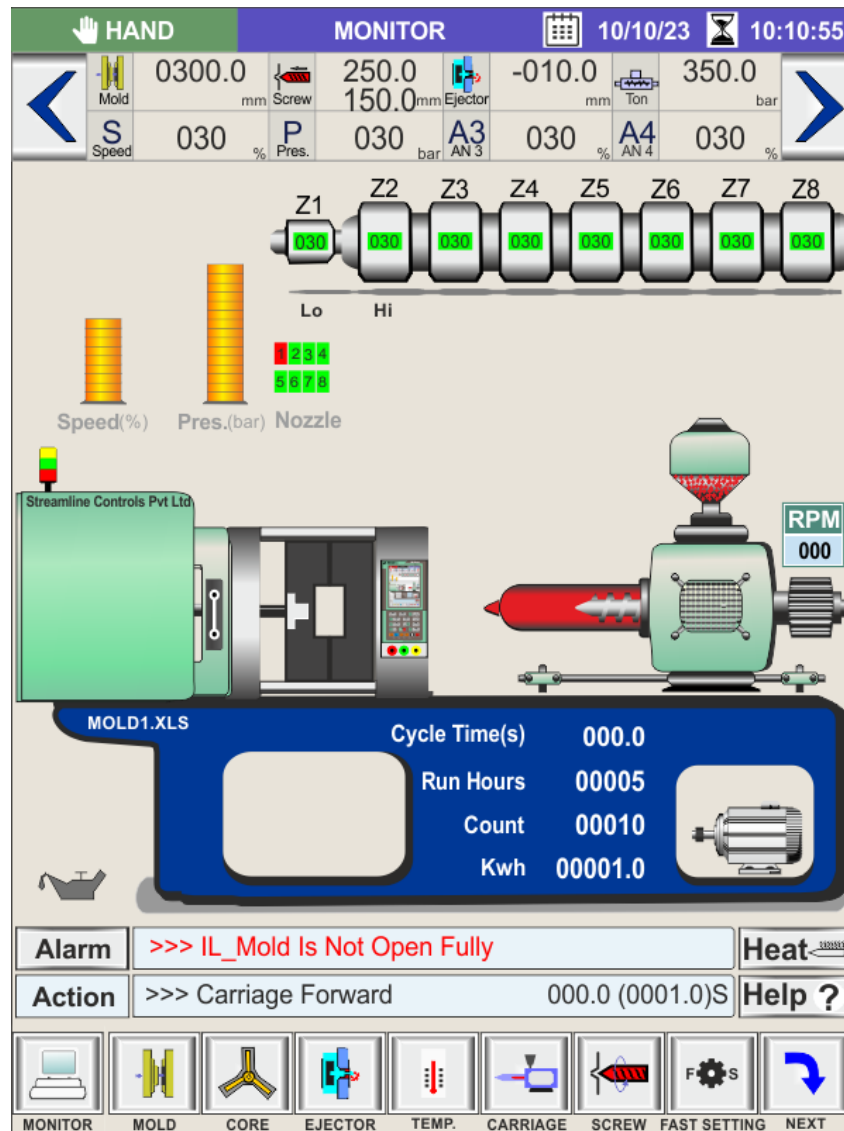 HAND MONITOR 10/10/23 10:10:55
Mold 0300.0 mm Screw 250.0 150.0 mm Ejector -010.0 mm Ton 350.0 bar
S Speed 030 % P Pres. 030 bar A3 AN 3 030 % A4 AN 4 030 %
Z1 Z2 Z3 Z4 Z5 Z6 Z7 Z8
030 030 030 030 030 030 030 030
Lo Hi
1 2 3 4
5 6 7 8
Speed(%) Pres.(bar) Nozzle
Streamline Controls Pvt Ltd
RPM
000
MOLD1.XLS
Cycle Time(s) 000.0
Run Hours 00005
Count 00010
Kwh 00001.0
Alarm >>> IL_Mold Is Not Open Fully Heat
Action >>> Carriage Forward 000.0 (0001.0)S Help ?
F S
MONITOR MOLD CORE EJECTOR TEMP. CARRIAGE SCREW FAST SETTING NEXT